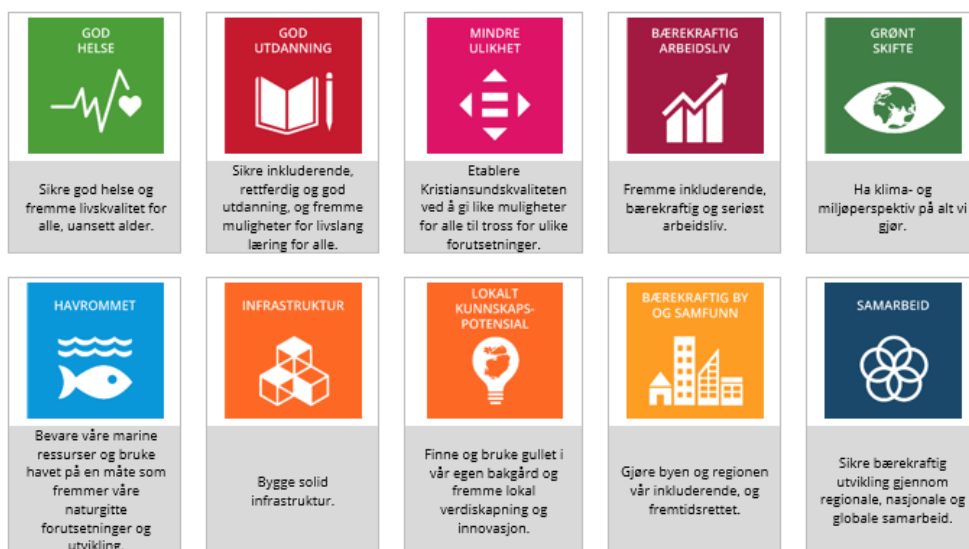 GOD
HELSE
Sikre god helse og
fremme livskvalitet for
alle, uansett alder.
GOD
UTDANNING
Sikre inkluderende,
rettferdig og god
utdanning, og fremme
muligheter for livslang
læring for alle.
MINDRE
ULIKHET
Etablere
Kristiansundskvaliteten
ved å gi like muligheter
for alle til tross for ulike
forutsetninger.
BÆREKRAFTIG
ARBEIDSLIV
Fremme inkluderende,
bærekraftig og seriøst
arbeidsliv.
GRØNT
SKIFTE
Ha klima- og
miljøperspektiv på alt vi
gjør.
HAVROMMET
Bevare våre marine
ressurser og bruke
havet på en måte som
fremmer våre
naturgitte
forutsetninger og
utvikling.
INFRASTRUKTUR
Bygge solid
infrastruktur.
LOKALT
KUNNSKAPS-
POTENSIAL
Finne og bruke gullet i
vår egen bakgård og
fremme lokal
verdiskapning og
innovasjon.
BÆREKRAFTIG BY
OG SAMFUNN
Gjøre byen og regionen
vår inkluderende, og
fremtidsrettet.
SAMARBEID
Sikre bærekraftig
utvikling gjennom
regionale, nasjonale og
globale samarbeid.